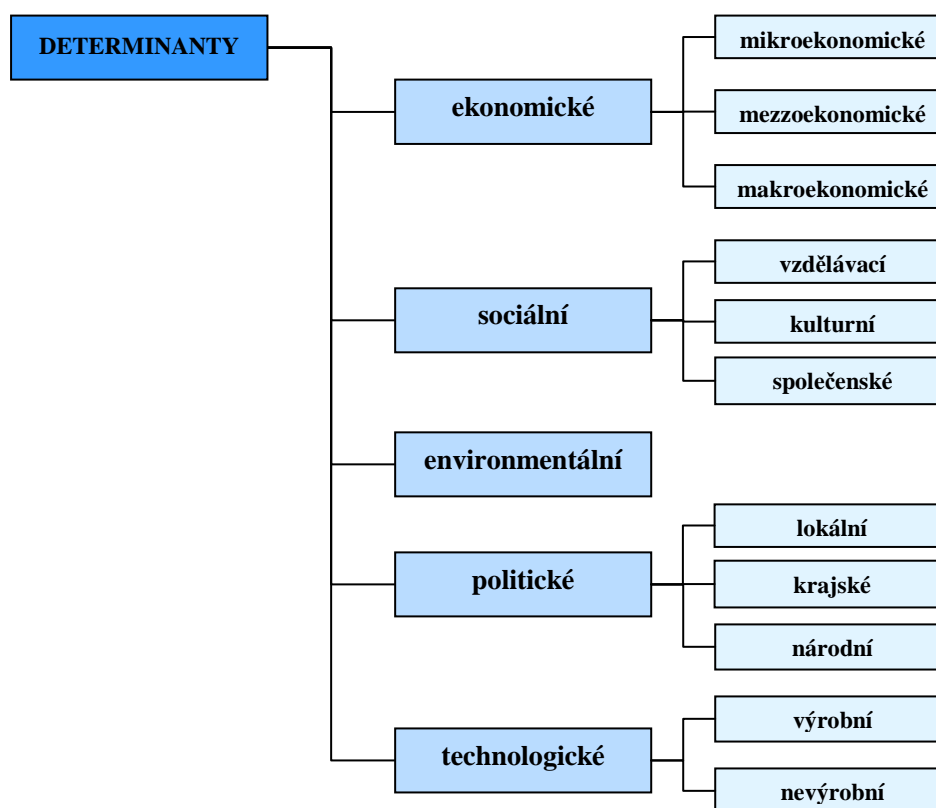 DETERMINANTY
ekonomické
mikroekonomické
mezzoekonomické
makroekonomické
sociální
vzdělávací
kulturní
společenské
environmentální
politické
lokální
krajské
národní
technologické
výrobní
nevýrobní